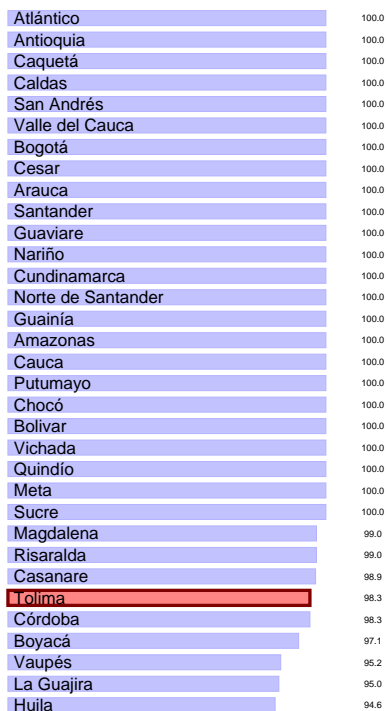 Atlántico 100.0
Antioquia 100.0
Caquetá 100.0
Caldas 100.0
San Andrés 100.0
Valle del Cauca 100.0
Bogotá 100.0
Cesar 100.0
Arauca 100.0
Santander 100.0
Guaviare 100.0
Nariño 100.0
Cundinamarca 100.0
Norte de Santander 100.0
Guainía 100.0
Amazonas 100.0
Cauca 100.0
Putumayo 100.0
Chocó 100.0
Bolivar 100.0
Vichada 100.0
Quindío 100.0
Meta 100.0
Sucre 100.0
Magdalena 99.0
Risaralda 99.0
Casanare 98.9
Tolima 98.3
Córdoba 98.3
Boyacá 97.1
Vaupés 95.2
La Guajira 95.0
Huila 94.6